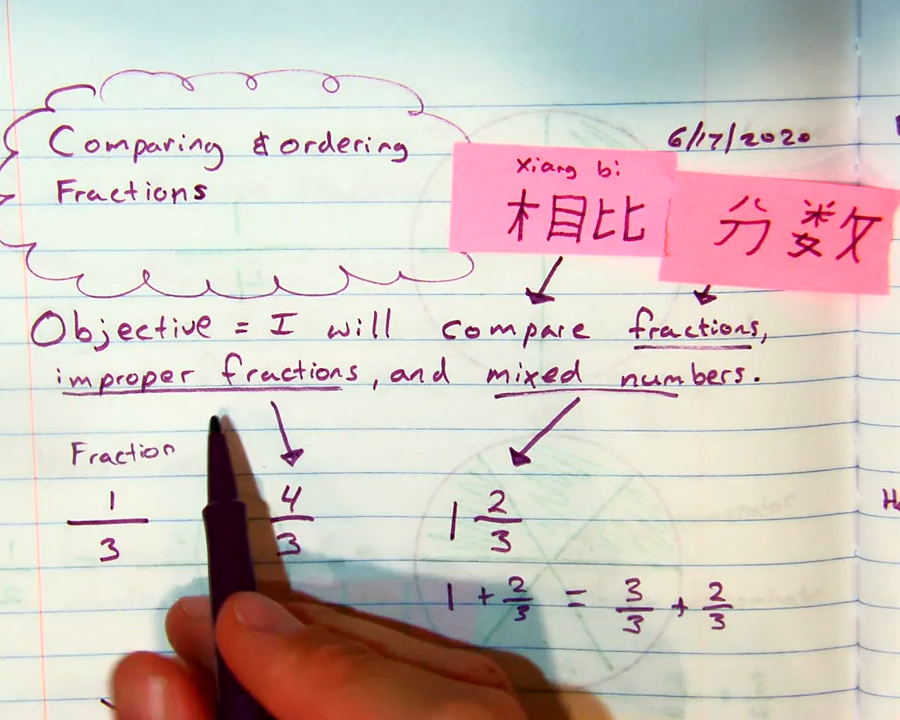 Comparing & ordering
Fractions
6/17/2020
xiang bi
相比
分数
Objective = I will compare fractions,
improper fractions, and mixed numbers.
Fraction
1/3
4/3
1 2/3
1 + 2/3 = 3/3 + 2/3